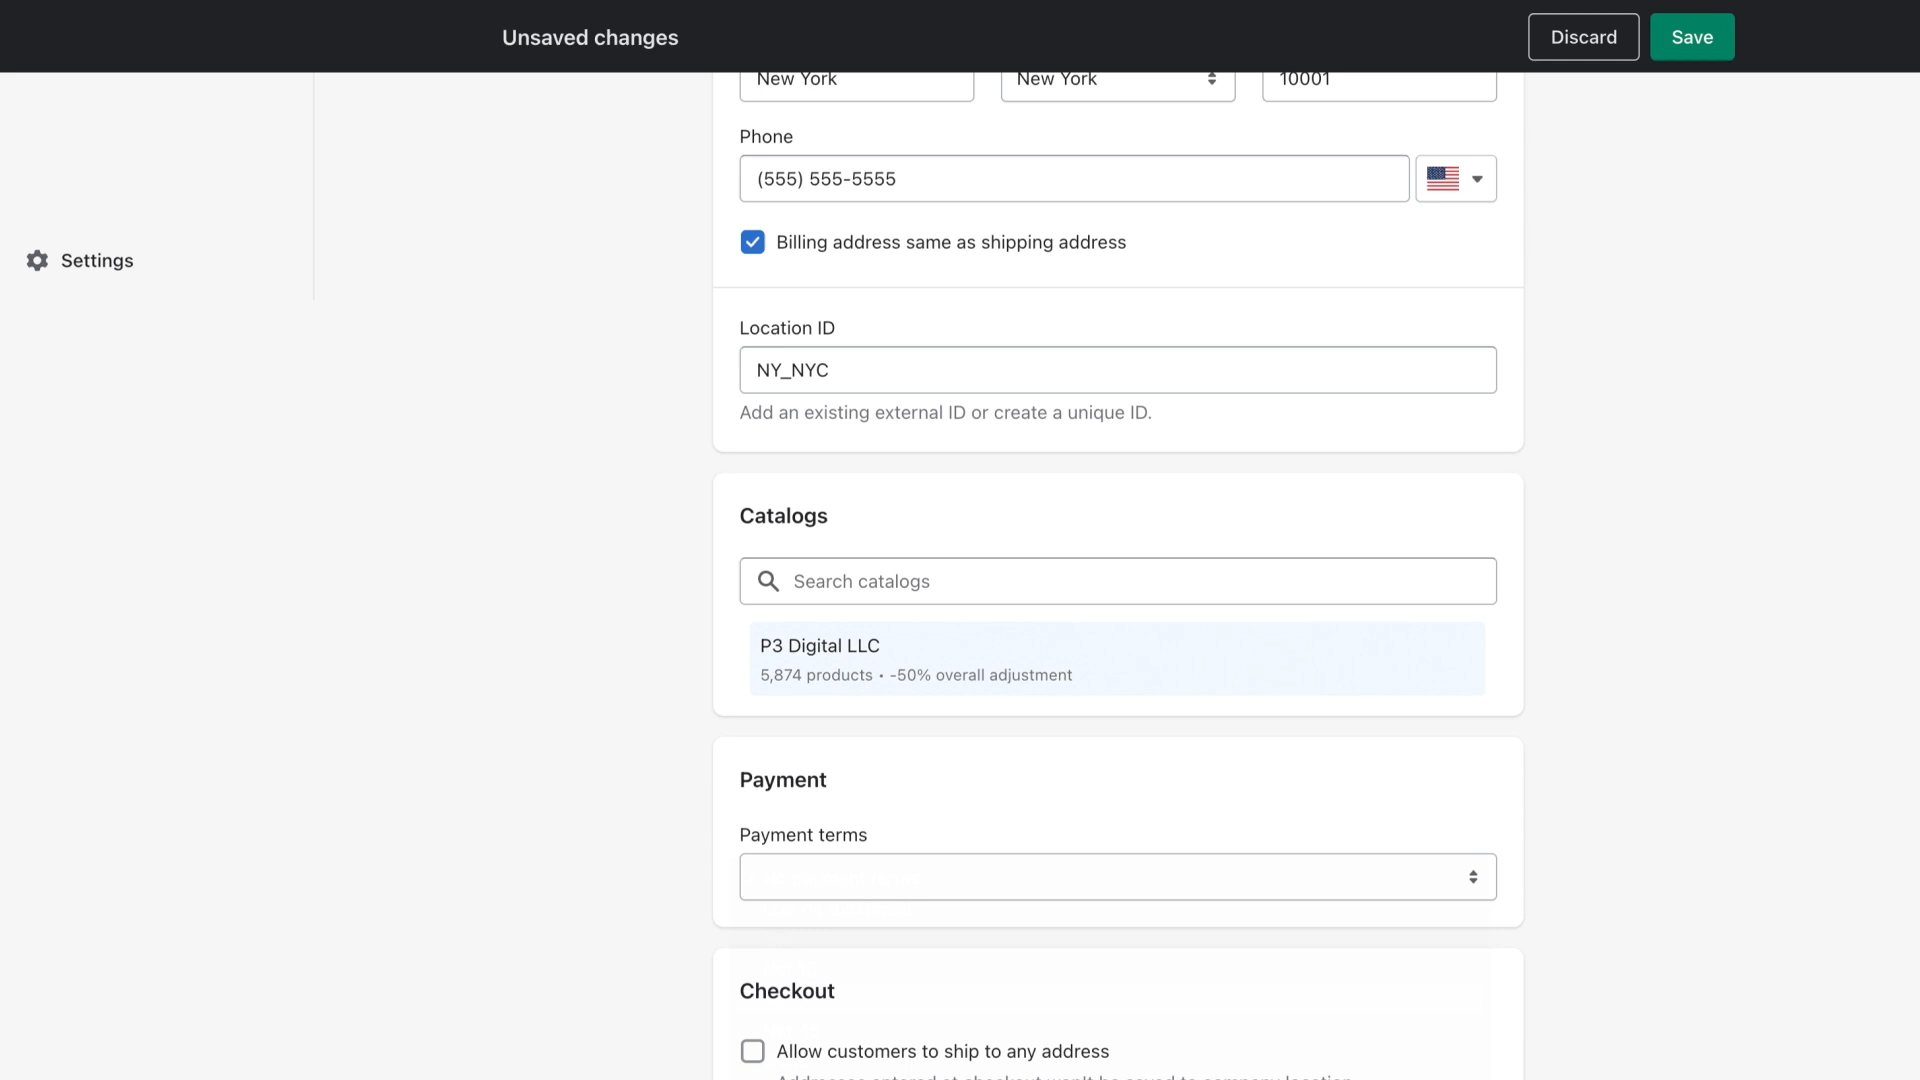 Unsaved changes
Discard
Save
New York
New York
10001
Phone
(555) 555-5555
Billing address same as shipping address
Settings
Location ID
NY_NYC
Add an existing external ID or create a unique ID.
Catalogs
Search catalogs
P3 Digital LLC
5,874 products • -50% overall adjustment
Payment
Payment terms
Checkout
Allow customers to ship to any address